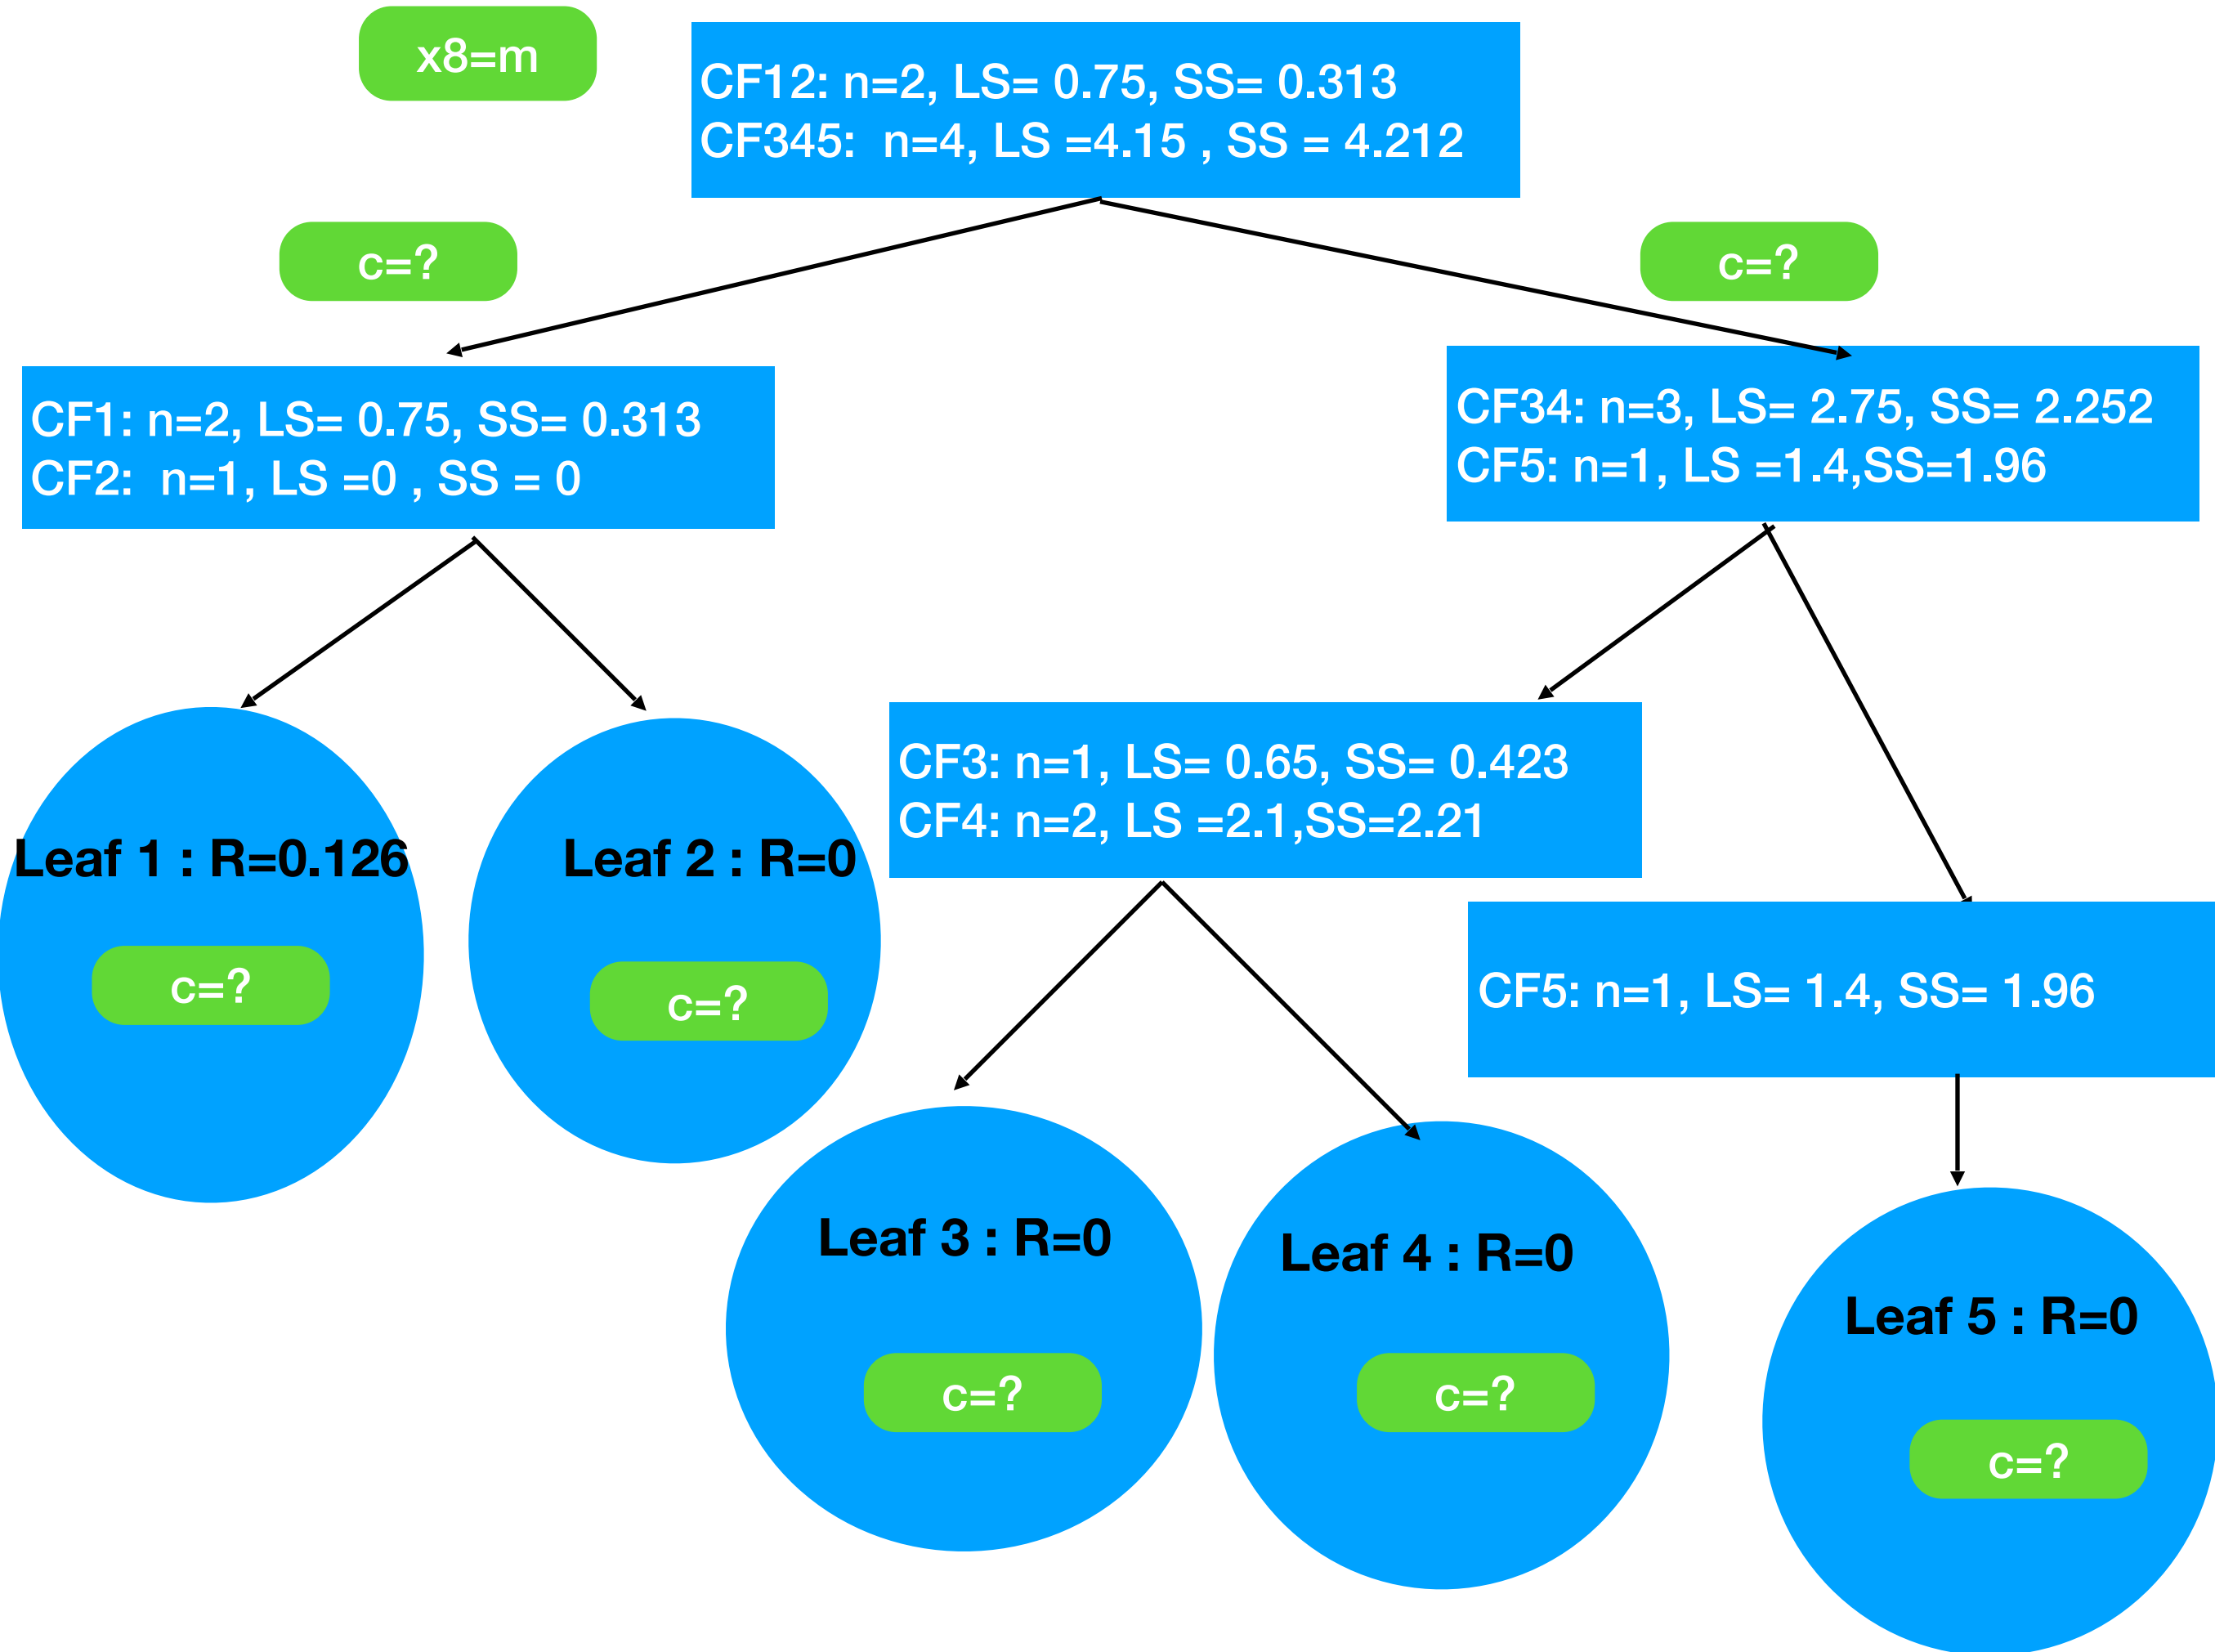 x8=m
CF12: n=2, LS= 0.75, SS= 0.313
CF345:  n=4, LS =4.15 , SS = 4.212
c=?
c=?
CF1: n=2, LS= 0.75, SS= 0.313
CF2:  n=1, LS =0 , SS = 0
CF34: n=3, LS= 2.75, SS= 2.252
CF5: n=1, LS =1.4,SS=1.96
CF3: n=1, LS= 0.65, SS= 0.423
CF4: n=2, LS =2.1,SS=2.21
Leaf 1 : R=0.126
c=?
Leaf 2 : R=0
c=?
CF5: n=1, LS= 1.4, SS= 1.96
Leaf 3 : R=0
c=?
Leaf 4 : R=0
c=?
Leaf 5 : R=0
c=?